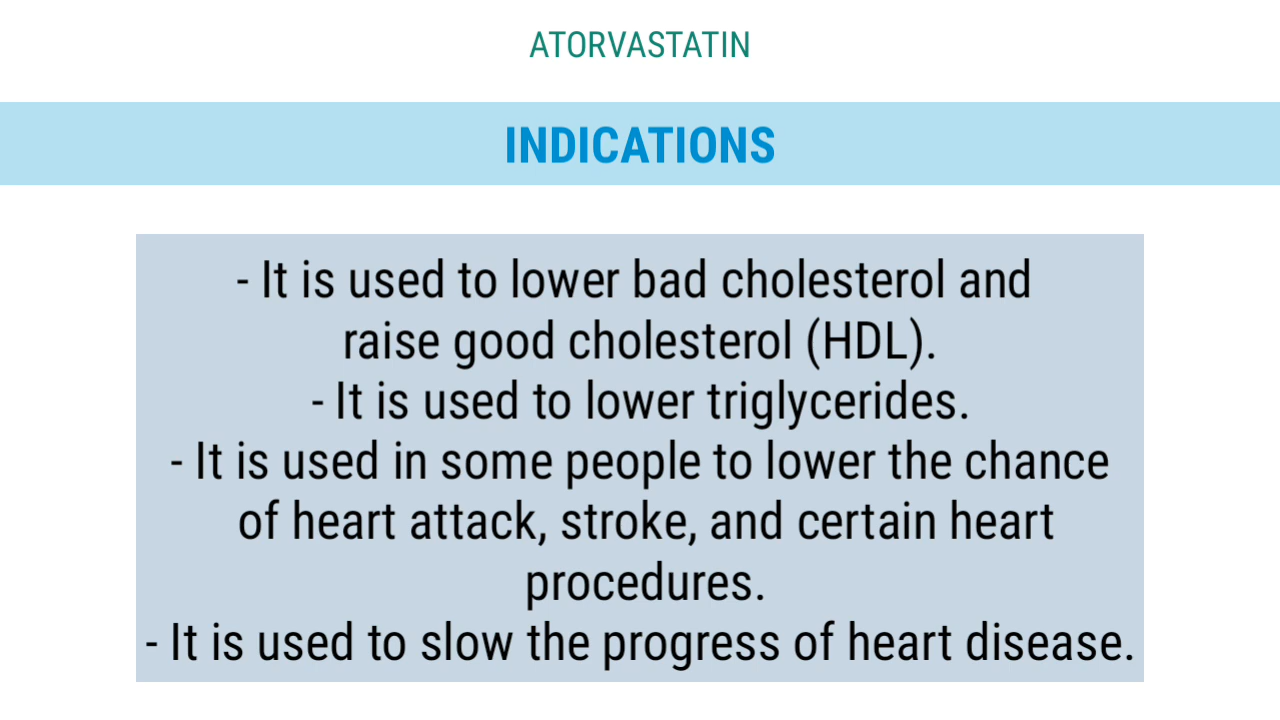 ATORVASTATIN
INDICATIONS
- It is used to lower bad cholesterol and
raise good cholesterol (HDL).
- It is used to lower triglycerides.
- It is used in some people to lower the chance
of heart attack, stroke, and certain heart
procedures.
- It is used to slow the progress of heart disease.